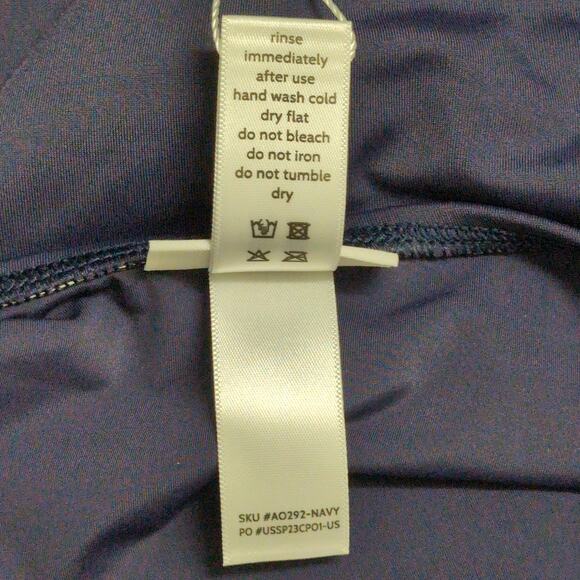 rinse
immediately
after use
hand wash cold
dry flat
do not bleach
do not iron
do not tumble
dry
SKU #AO292-NAVY
PO #USSP23CPO1-US